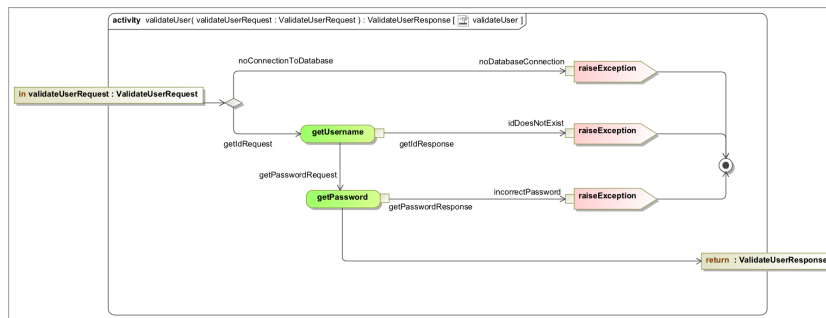 activity validateUser( validateUserRequest : ValidateUserRequest ) : ValidateUserResponse [ validateUser ]
noConnectionToDatabase
noDatabaseConnection
raiseException
in validateUserRequest : ValidateUserRequest
getUsername
idDoesNotExist
raiseException
getIdRequest
getIdResponse
getPasswordRequest
getPassword
incorrectPassword
raiseException
getPasswordResponse
return : ValidateUserResponse